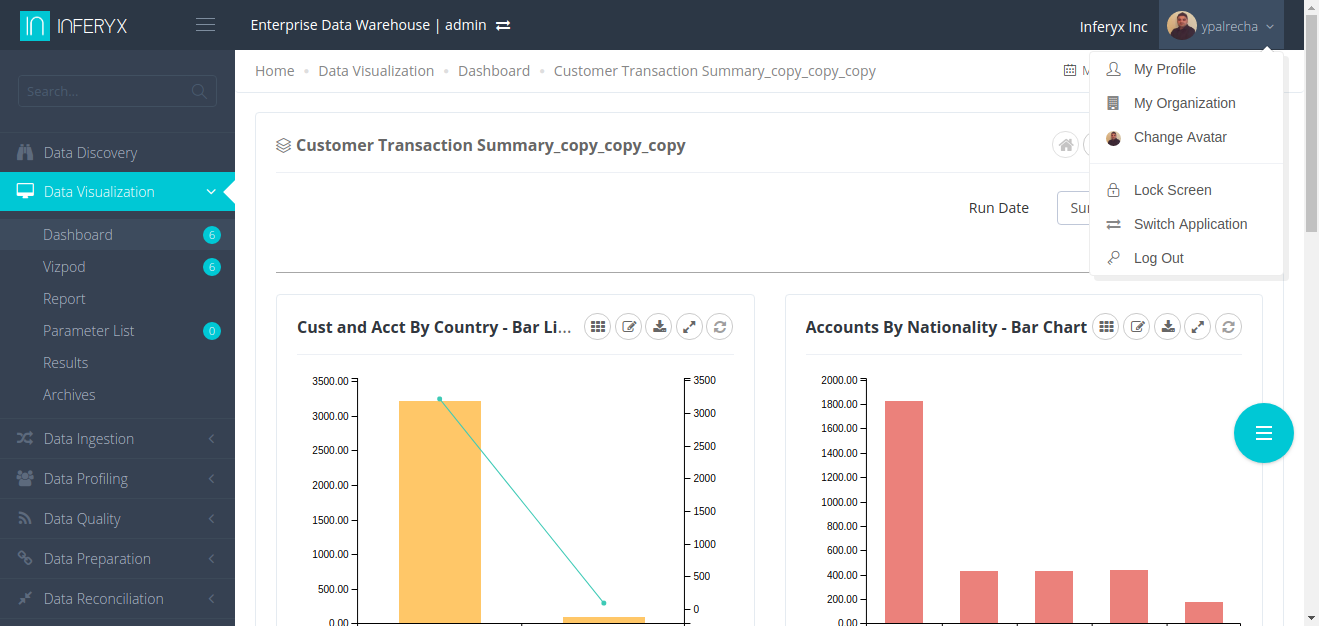 INFERYX
Enterprise Data Warehouse | admin
Inferyx Inc
ypalrecha
Search...
Data Discovery
Data Visualization
Dashboard 6
Vizpod 6
Report
Parameter List 0
Results
Archives
Data Ingestion
Data Profiling
Data Quality
Data Preparation
Data Reconciliation
Home Data Visualization Dashboard Customer Transaction Summary_copy_copy_copy
My Profile
My Organization
Change Avatar
Lock Screen
Switch Application
Log Out
Customer Transaction Summary_copy_copy_copy
Run Date
Cust and Acct By Country - Bar Li...
3500.00
3000.00
2500.00
2000.00
1500.00
1000.00
500.00
0.00
3500
3000
2500
2000
1500
1000
500
0
Accounts By Nationality - Bar Chart
2000.00
1800.00
1600.00
1400.00
1200.00
1000.00
800.00
600.00
400.00
200.00
0.00